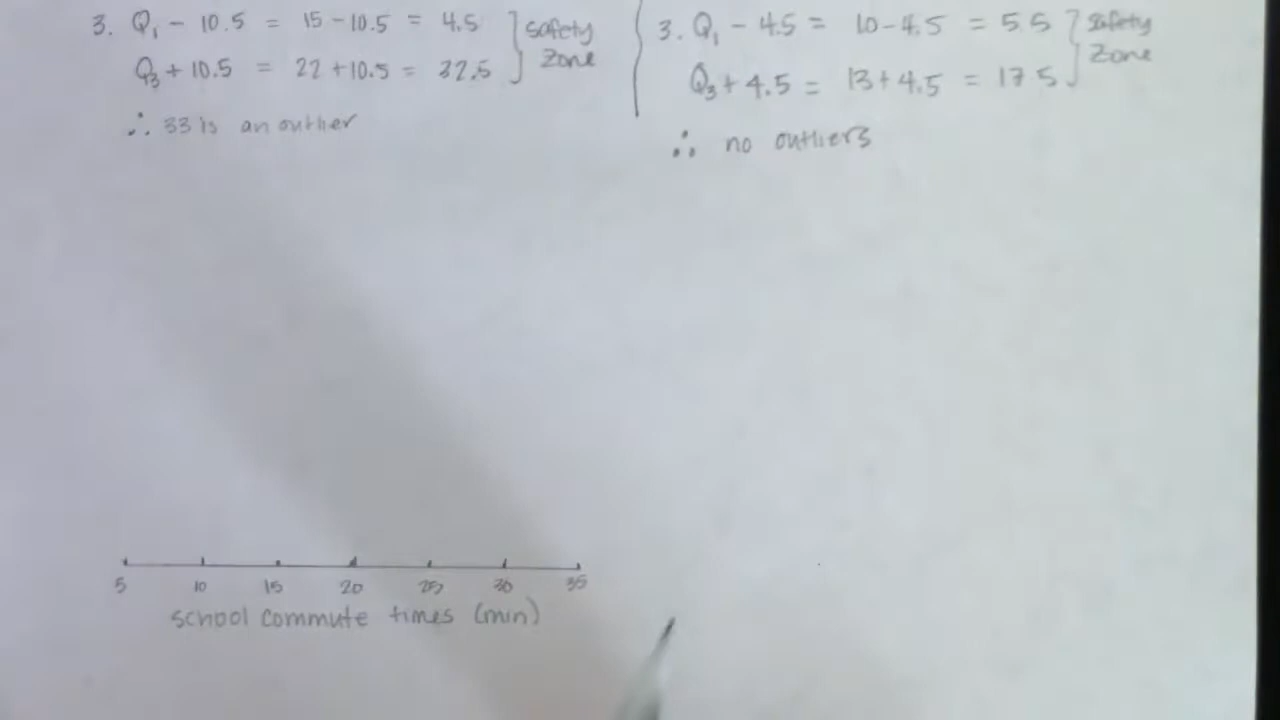 3. Q₁ - 10.5 = 15 - 10.5 = 4.5 ] safety
Q₃ + 10.5 = 22 + 10.5 = 32.5 zone
∴ 33 is an outlier
3. Q₁ - 4.5 = 10 - 4.5 = 5.5 ] safety
Q₃ + 4.5 = 13 + 4.5 = 17.5 zone
∴ no outliers
5 10 15 20 25 30 35
school commute times (min)